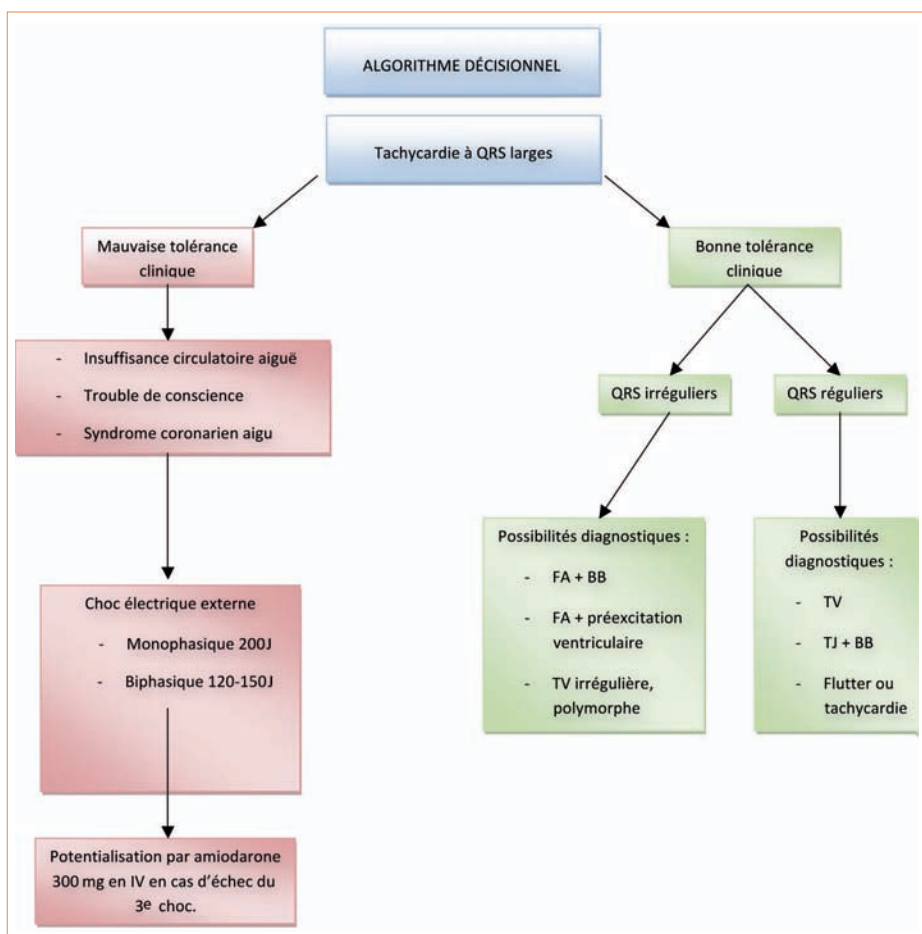 ALGORITHME DÉCISIONNEL
Tachycardie à QRS larges
Mauvaise tolérance
clinique
- Insuffisance circulatoire aiguë
- Trouble de conscience
- Syndrome coronarien aigu
Choc électrique externe
- Monophasique 200J
- Biphasique 120-150J
Potentialisation par amiodarone
300 mg en IV en cas d'échec du
3e choc.
Bonne tolérance
clinique
QRS irréguliers
Possibilités diagnostiques :
- FA + BB
- FA + préexcitation
ventriculaire
- TV irrégulière,
polymorphe
QRS réguliers
Possibilités
diagnostiques :
- TV
- TJ + BB
- Flutter ou
tachycardie